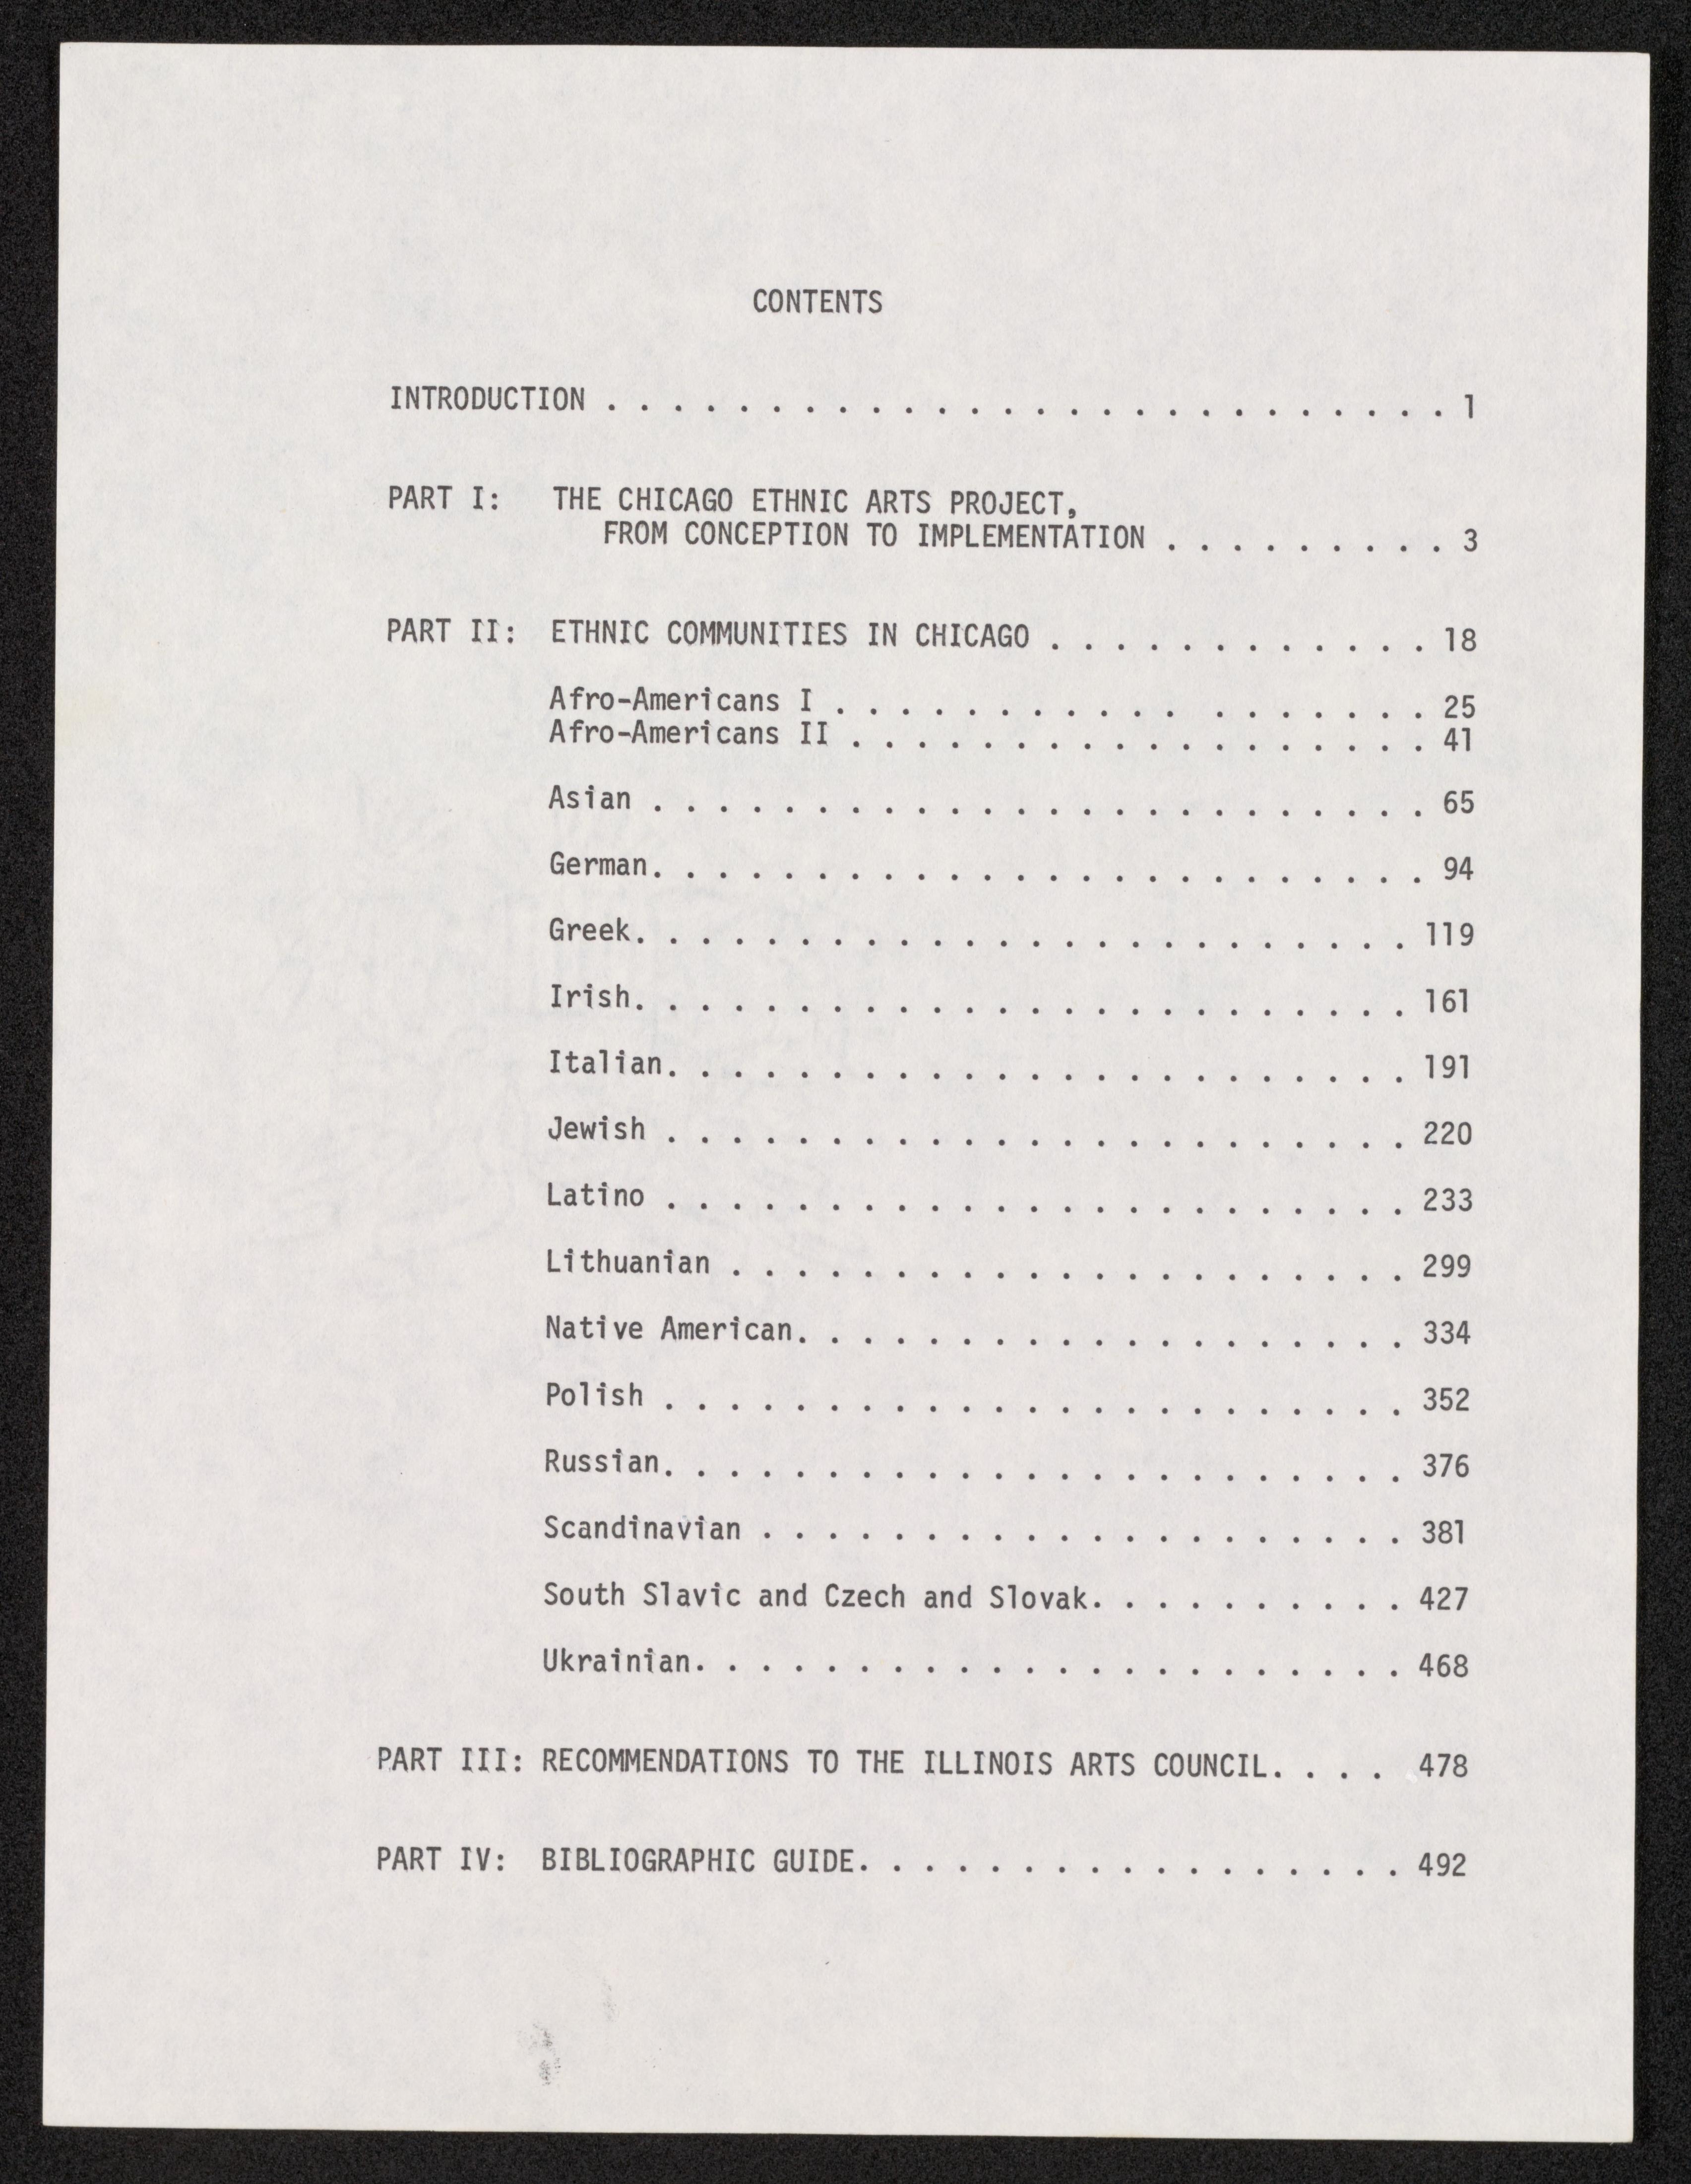 CONTENTS
INTRODUCTION . . . . . . . . . . . . . . . . . . . . . . . . . . 1
PART I: THE CHICAGO ETHNIC ARTS PROJECT,
FROM CONCEPTION TO IMPLEMENTATION . . . . . . . . . 3
PART II: ETHNIC COMMUNITIES IN CHICAGO . . . . . . . . . . . . 18
Afro-Americans I . . . . . . . . . . . . . . . . . . 25
Afro-Americans II . . . . . . . . . . . . . . . . . . 41
Asian . . . . . . . . . . . . . . . . . . . . . . . . 65
German. . . . . . . . . . . . . . . . . . . . . . . . 94
Greek. . . . . . . . . . . . . . . . . . . . . . . . 119
Irish. . . . . . . . . . . . . . . . . . . . . . . . 161
Italian. . . . . . . . . . . . . . . . . . . . . . . 191
Jewish . . . . . . . . . . . . . . . . . . . . . . . 220
Latino . . . . . . . . . . . . . . . . . . . . . . . 233
Lithuanian . . . . . . . . . . . . . . . . . . . . . 299
Native American. . . . . . . . . . . . . . . . . . . 334
Polish . . . . . . . . . . . . . . . . . . . . . . . 352
Russian. . . . . . . . . . . . . . . . . . . . . . . 376
Scandinavian . . . . . . . . . . . . . . . . . . . . 381
South Slavic and Czech and Slovak. . . . . . . . . . 427
Ukrainian. . . . . . . . . . . . . . . . . . . . . . 468
PART III: RECOMMENDATIONS TO THE ILLINOIS ARTS COUNCIL. . . . 478
PART IV: BIBLIOGRAPHIC GUIDE. . . . . . . . . . . . . . . . . 492